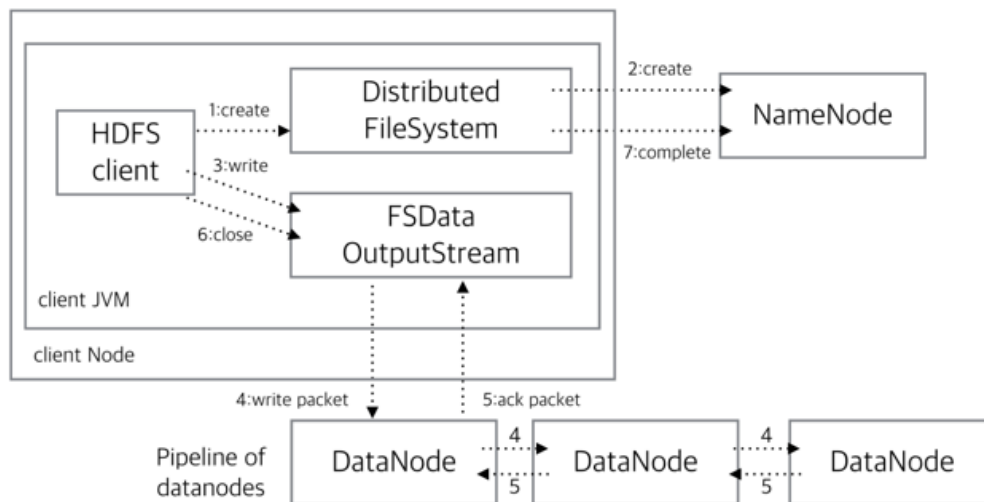 HDFS
client
1:create
Distributed
FileSystem
2:create
7:complete
NameNode
3:write
6:close
FSData
OutputStream
client JVM
client Node
4:write packet
5:ack packet
Pipeline of
datanodes
DataNode
4
5
DataNode
4
5
DataNode